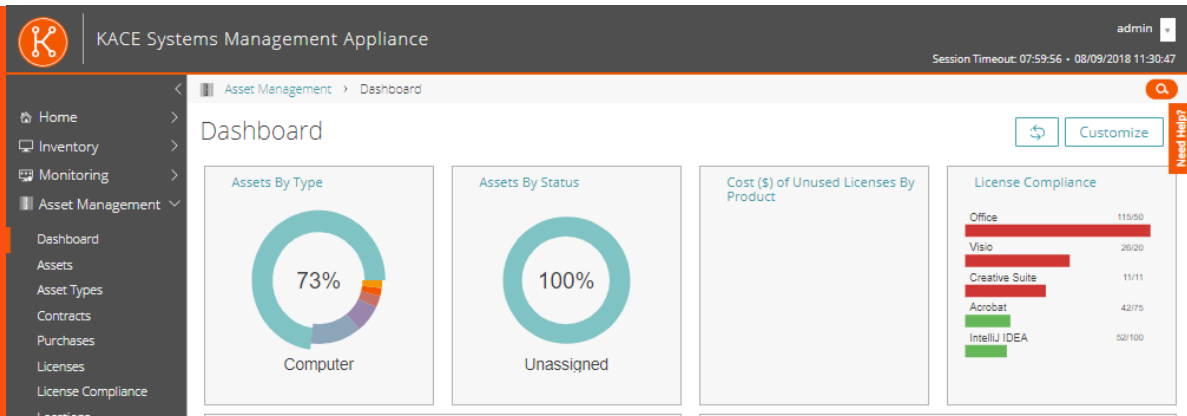 KACE Systems Management Appliance
admin
Session Timeout: 07:59:56 • 08/09/2018 11:30:47
Asset Management > Dashboard
Need Help?
Home
Inventory
Monitoring
Asset Management
Dashboard
Assets
Asset Types
Contracts
Purchases
Licenses
License Compliance
Locations
Dashboard
Customize
Assets By Type
73%
Computer
Assets By Status
100%
Unassigned
Cost ($) of Unused Licenses By
Product
License Compliance
Office 115/50
Visio 26/20
Creative Suite 11/11
Acrobat 42/75
IntelliJ IDEA 52/100